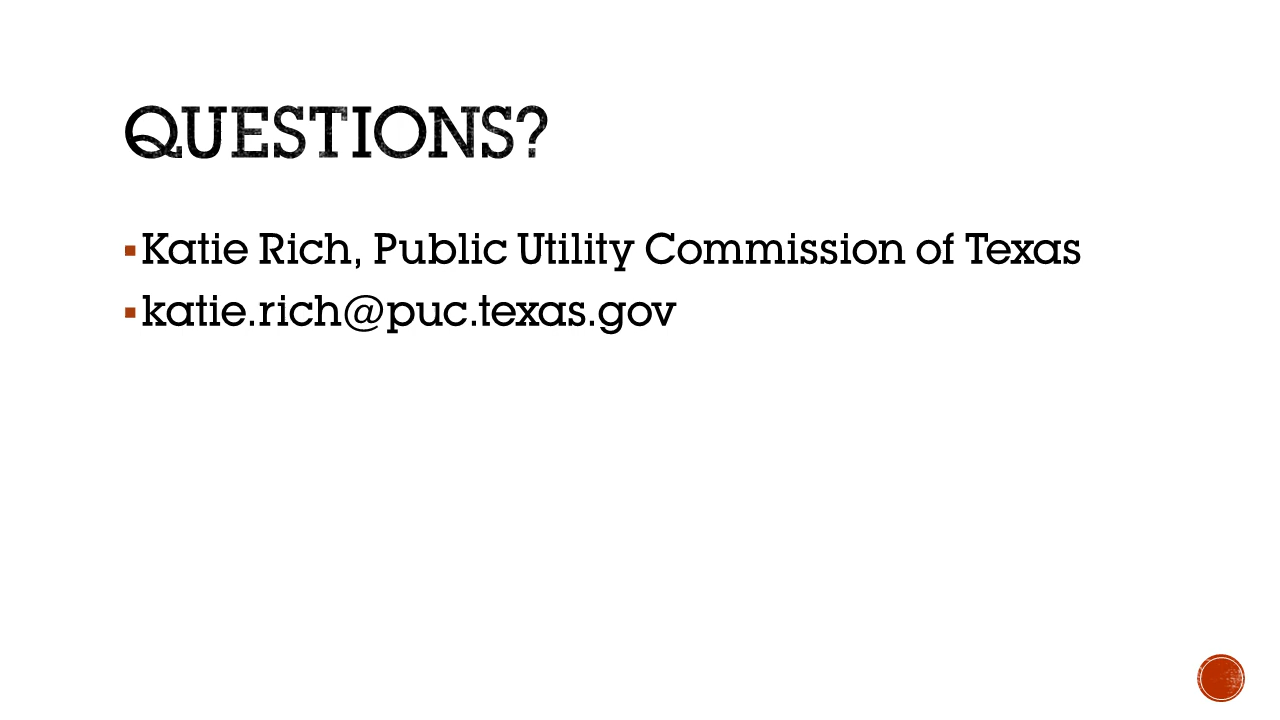 QUESTIONS?
▪Katie Rich, Public Utility Commission of Texas
▪katie.rich@puc.texas.gov